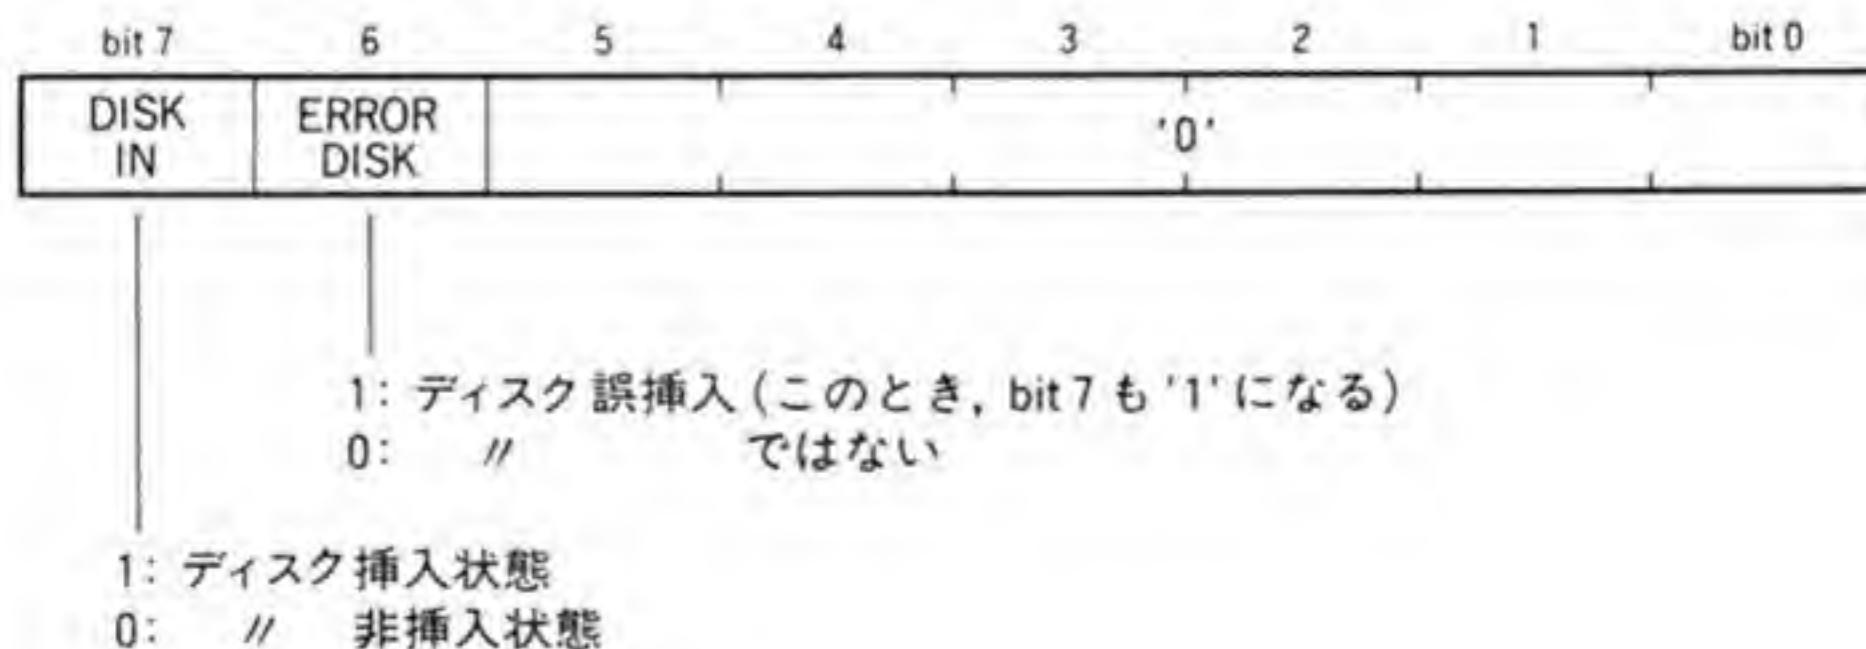 bit 7 6 5 4 3 2 1 bit 0
DISK ERROR
IN DISK
'0'
1: ディスク誤挿入(このとき, bit 7 も '1' になる)
0: 〃 ではない
1: ディスク挿入状態
0: 〃 非挿入状態